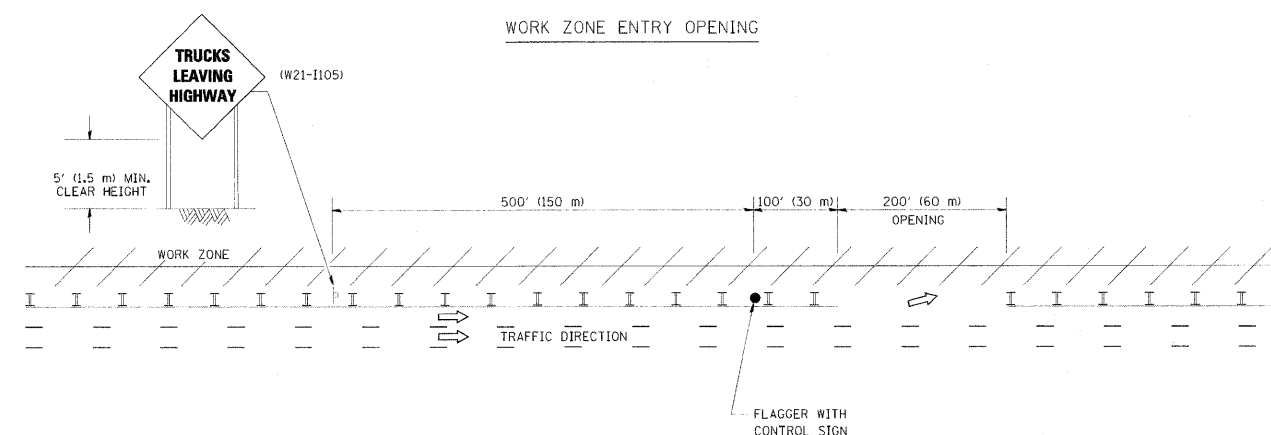 WORK ZONE ENTRY OPENING
TRUCKS
LEAVING
HIGHWAY
(W21-I105)
5' (1.5 m) MIN.
CLEAR HEIGHT
500' (150 m)
100' (30 m)
200' (60 m)
OPENING
WORK ZONE
TRAFFIC DIRECTION
FLAGGER WITH
CONTROL SIGN